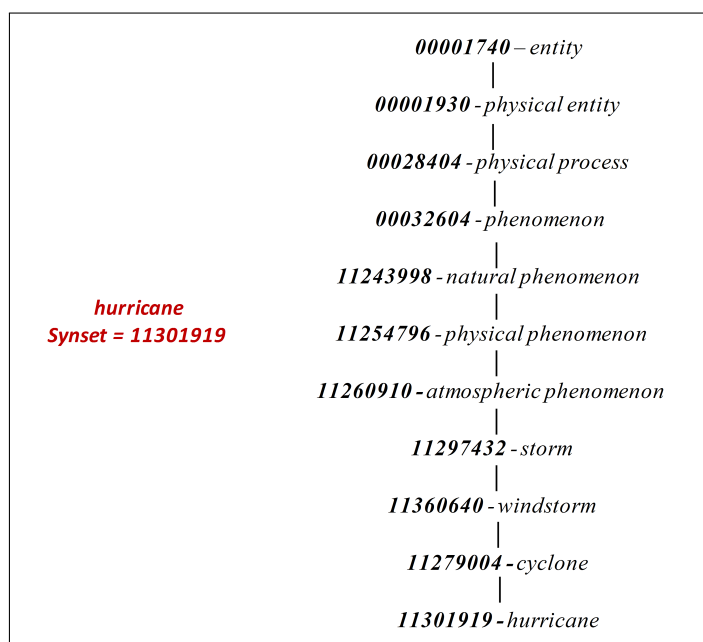 00001740 – entity
00001930 - physical entity
00028404 - physical process
00032604 - phenomenon
11243998 - natural phenomenon
hurricane
Synset = 11301919
11254796 - physical phenomenon
11260910 - atmospheric phenomenon
11297432 - storm
11360640 - windstorm
11279004 - cyclone
11301919 - hurricane